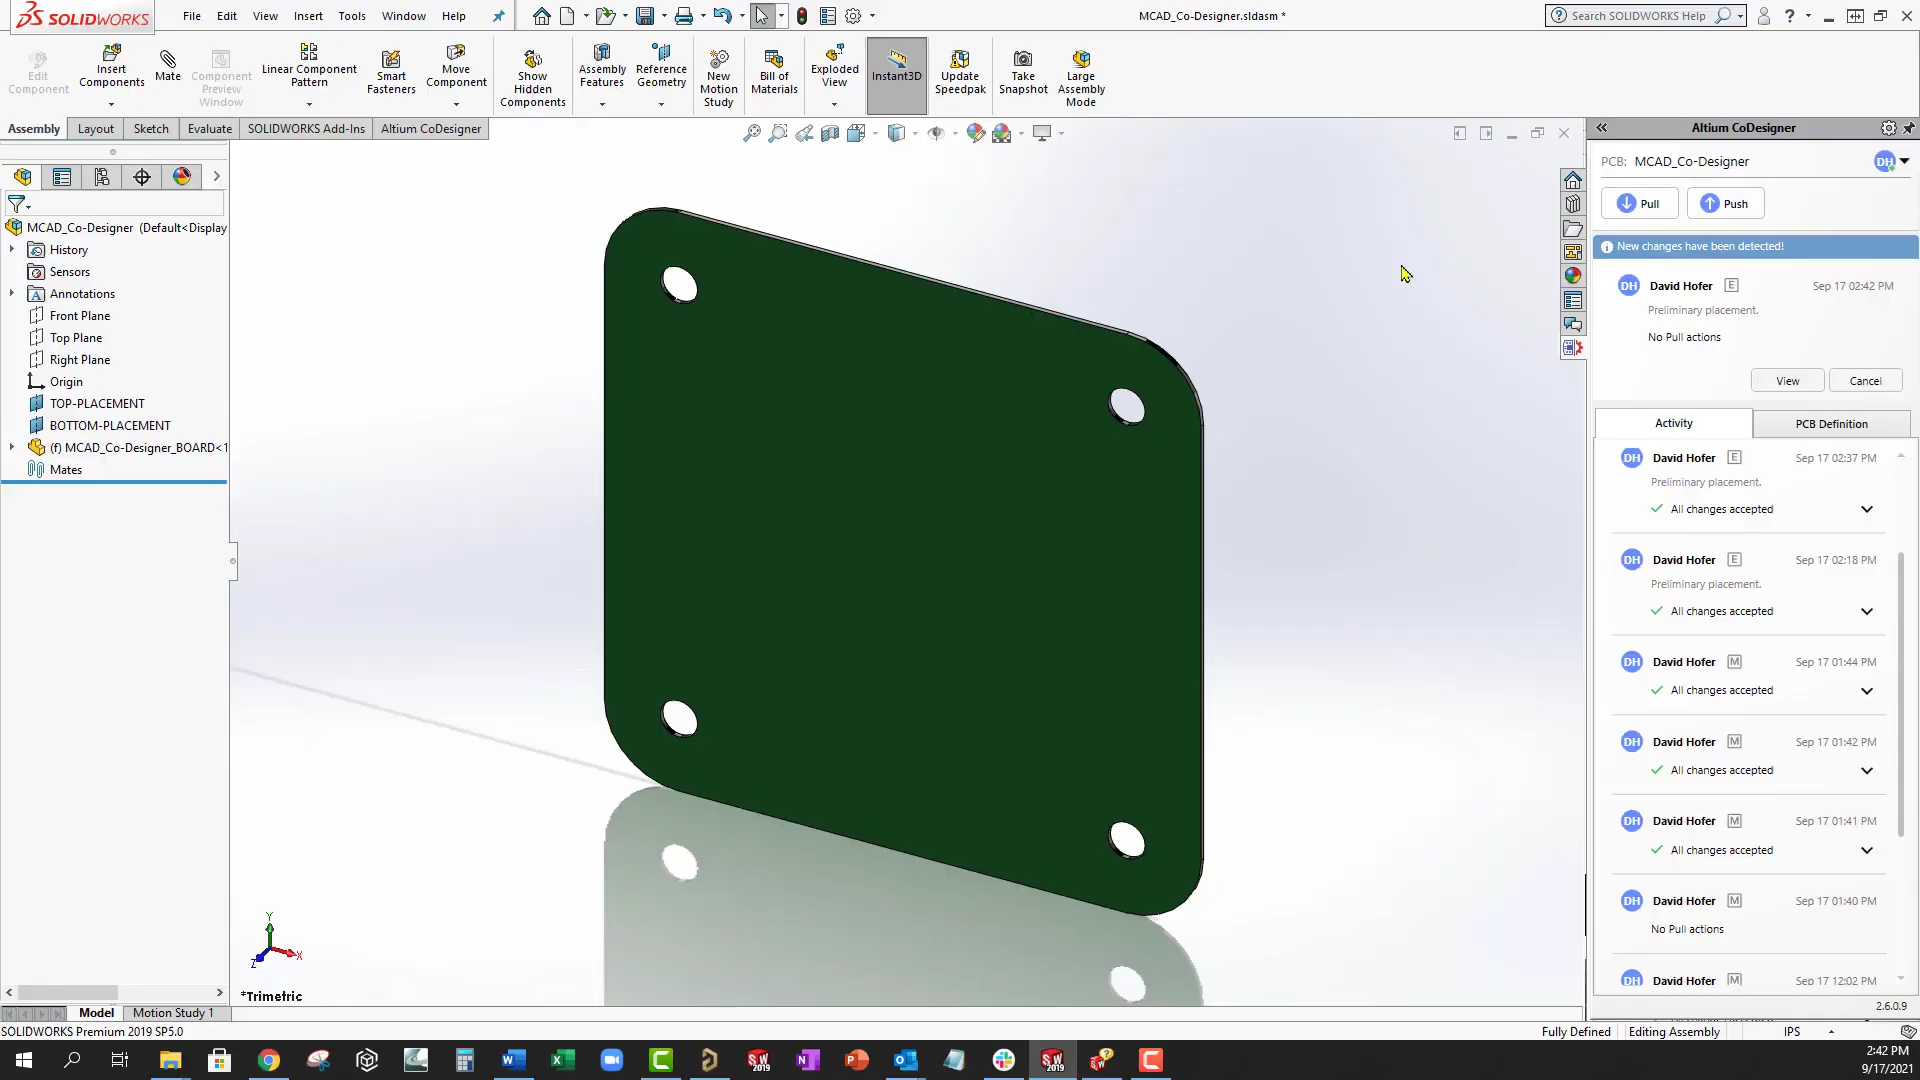 SOLIDWORKS
File Edit View Insert Tools Window Help
MCAD_Co-Designer.sldasm *
Search SOLIDWORKS Help
Edit Component
Insert Components
Mate
Component Preview Window
Linear Component Pattern
Smart Fasteners
Move Component
Show Hidden Components
Assembly Features
Reference Geometry
New Motion Study
Bill of Materials
Exploded View
Instant3D
Update Speedpak
Take Snapshot
Large Assembly Mode
Assembly Layout Sketch Evaluate SOLIDWORKS Add-Ins Altium CoDesigner
MCAD_Co-Designer (Default<Display
History
Sensors
Annotations
Front Plane
Top Plane
Right Plane
Origin
TOP-PLACEMENT
BOTTOM-PLACEMENT
(f) MCAD_Co-Designer_BOARD<1
Mates
Y
X
Z
*Trimetric
Altium CoDesigner
PCB: MCAD_Co-Designer DH
Pull Push
New changes have been detected!
DH David Hofer E Sep 17 02:42 PM
Preliminary placement.
No Pull actions
View Cancel
Activity PCB Definition
DH David Hofer E Sep 17 02:37 PM
Preliminary placement.
All changes accepted
DH David Hofer E Sep 17 02:18 PM
Preliminary placement.
All changes accepted
DH David Hofer M Sep 17 01:44 PM
All changes accepted
DH David Hofer M Sep 17 01:42 PM
All changes accepted
DH David Hofer M Sep 17 01:41 PM
All changes accepted
DH David Hofer M Sep 17 01:40 PM
No Pull actions
DH David Hofer M Sep 17 12:02 PM
2.6.0.9
Model Motion Study 1
SOLIDWORKS Premium 2019 SP5.0
Fully Defined Editing Assembly IPS
2:42 PM
9/17/2021